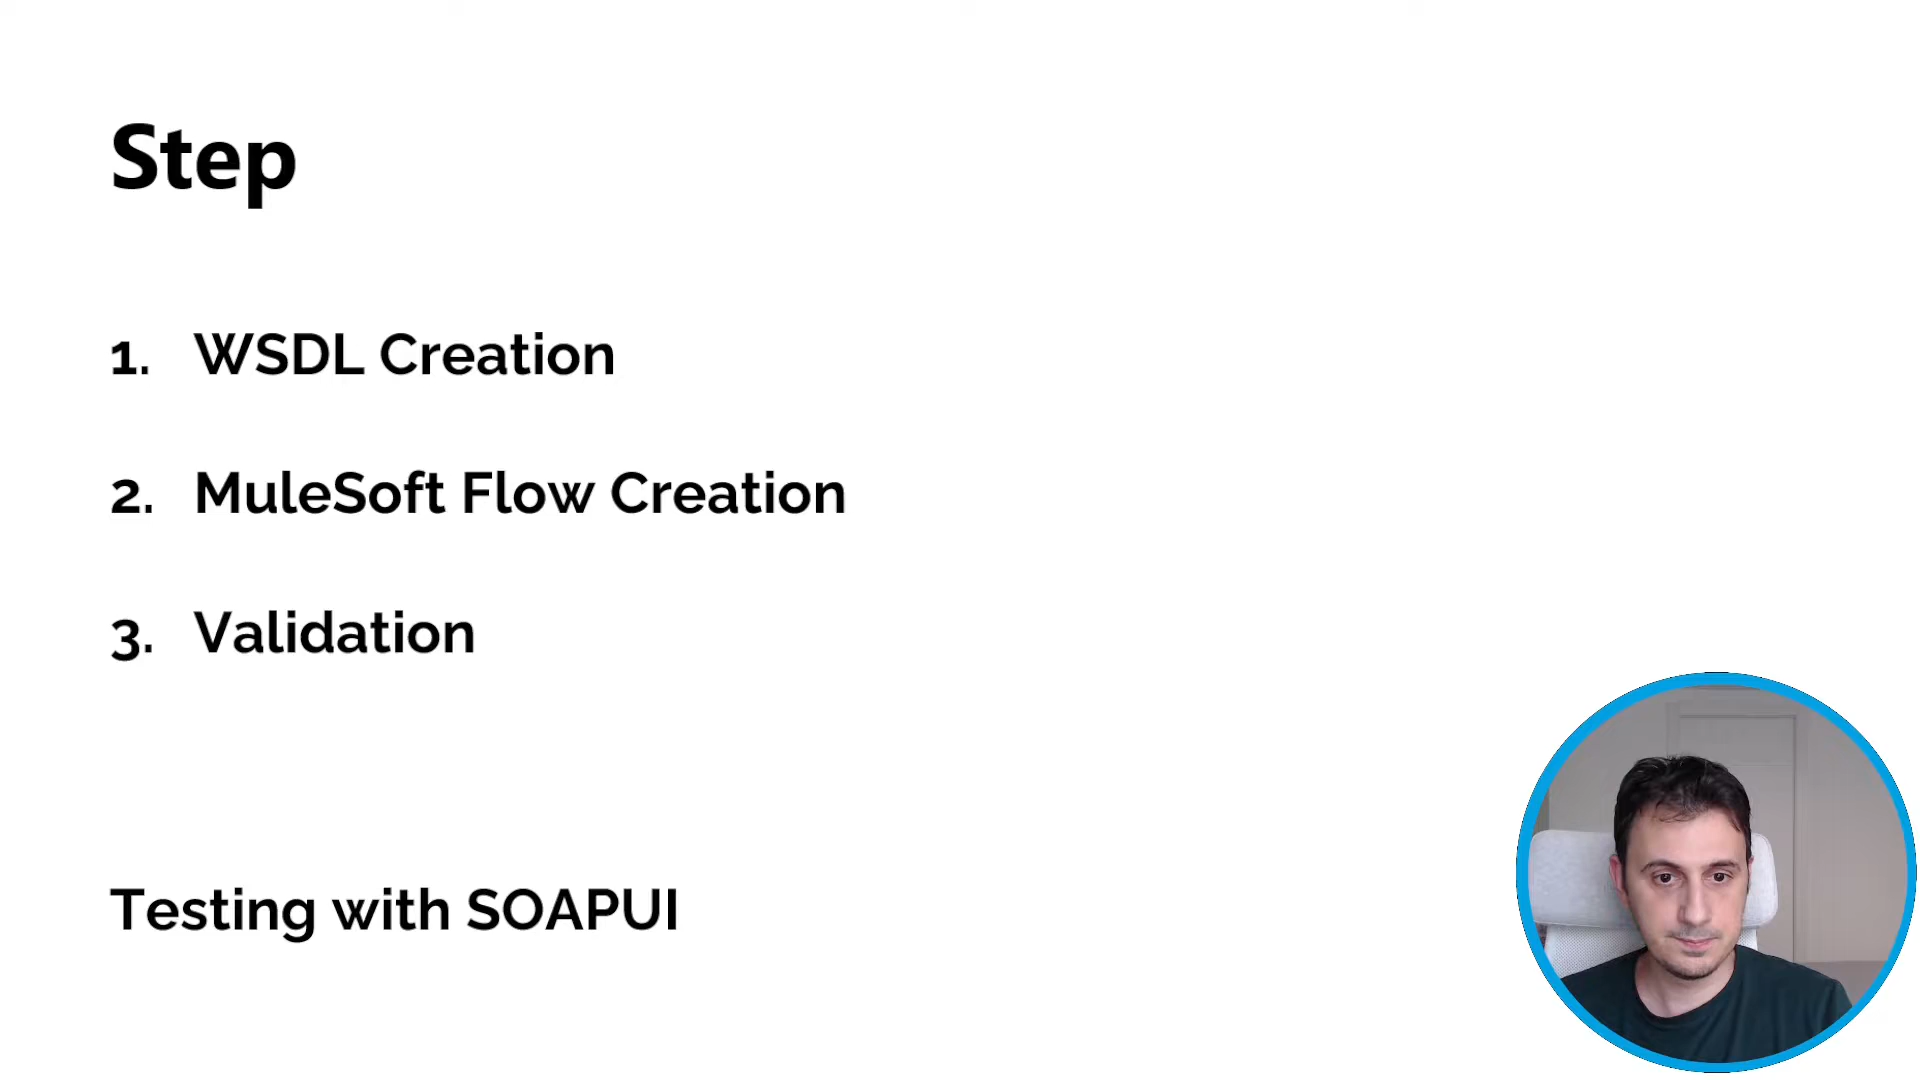 Step
1. WSDL Creation
2. MuleSoft Flow Creation
3. Validation
Testing with SOAPUI